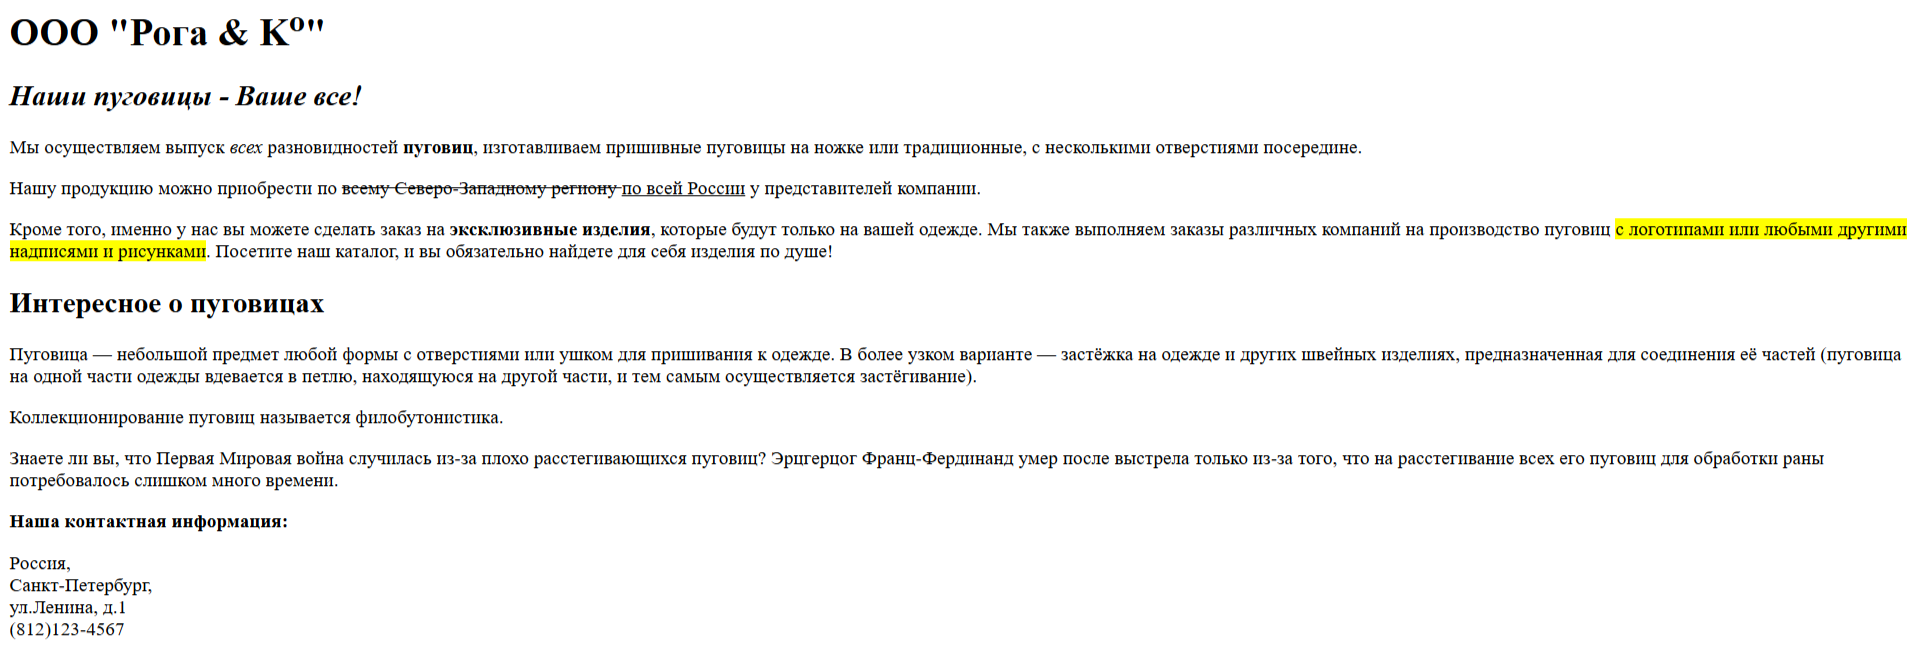 ООО "Рога & Kº"
Наши пуговицы - Ваше все!
Мы осуществляем выпуск всех разновидностей пуговиц, изготавливаем пришивные пуговицы на ножке или традиционные, с несколькими отверстиями посередине.
Нашу продукцию можно приобрести по всему Северо-Западному региону по всей России у представителей компании.
Кроме того, именно у нас вы можете сделать заказ на эксклюзивные изделия, которые будут только на вашей одежде. Мы также выполняем заказы различных компаний на производство пуговиц с логотипами или любыми другими
надписями и рисунками. Посетите наш каталог, и вы обязательно найдете для себя изделия по душе!
Интересное о пуговицах
Пуговица — небольшой предмет любой формы с отверстиями или ушком для пришивания к одежде. В более узком варианте — застёжка на одежде и других швейных изделиях, предназначенная для соединения её частей (пуговица
на одной части одежды вдевается в петлю, находящуюся на другой части, и тем самым осуществляется застёгивание).
Коллекционирование пуговиц называется филобутонистика.
Знаете ли вы, что Первая Мировая война случилась из-за плохо расстегивающихся пуговиц? Эрцгерцог Франц-Фердинанд умер после выстрела только из-за того, что на расстегивание всех его пуговиц для обработки раны
потребовалось слишком много времени.
Наша контактная информация:
Россия,
Санкт-Петербург,
ул.Ленина, д.1
(812)123-4567